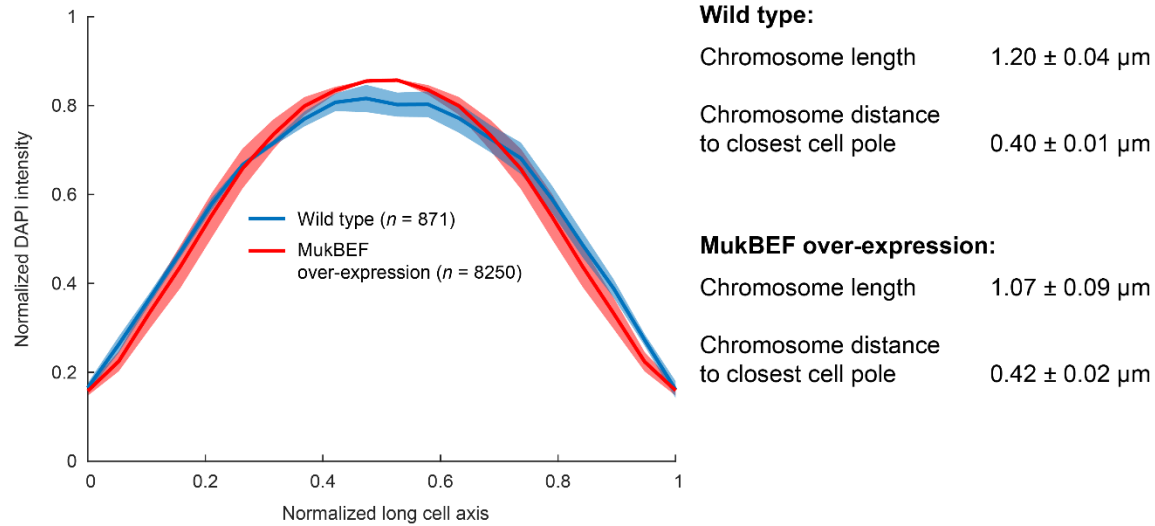 1
0.8
0.6
0.4
0.2
0
Normalized DAPI intensity
0
0.2
0.4
0.6
0.8
1
Normalized long cell axis
Wild type (n = 871)
MukBEF
over-expression (n = 8250)
Wild type:
Chromosome length 1.20 ± 0.04 µm
Chromosome distance
to closest cell pole 0.40 ± 0.01 µm
MukBEF over-expression:
Chromosome length 1.07 ± 0.09 µm
Chromosome distance
to closest cell pole 0.42 ± 0.02 µm